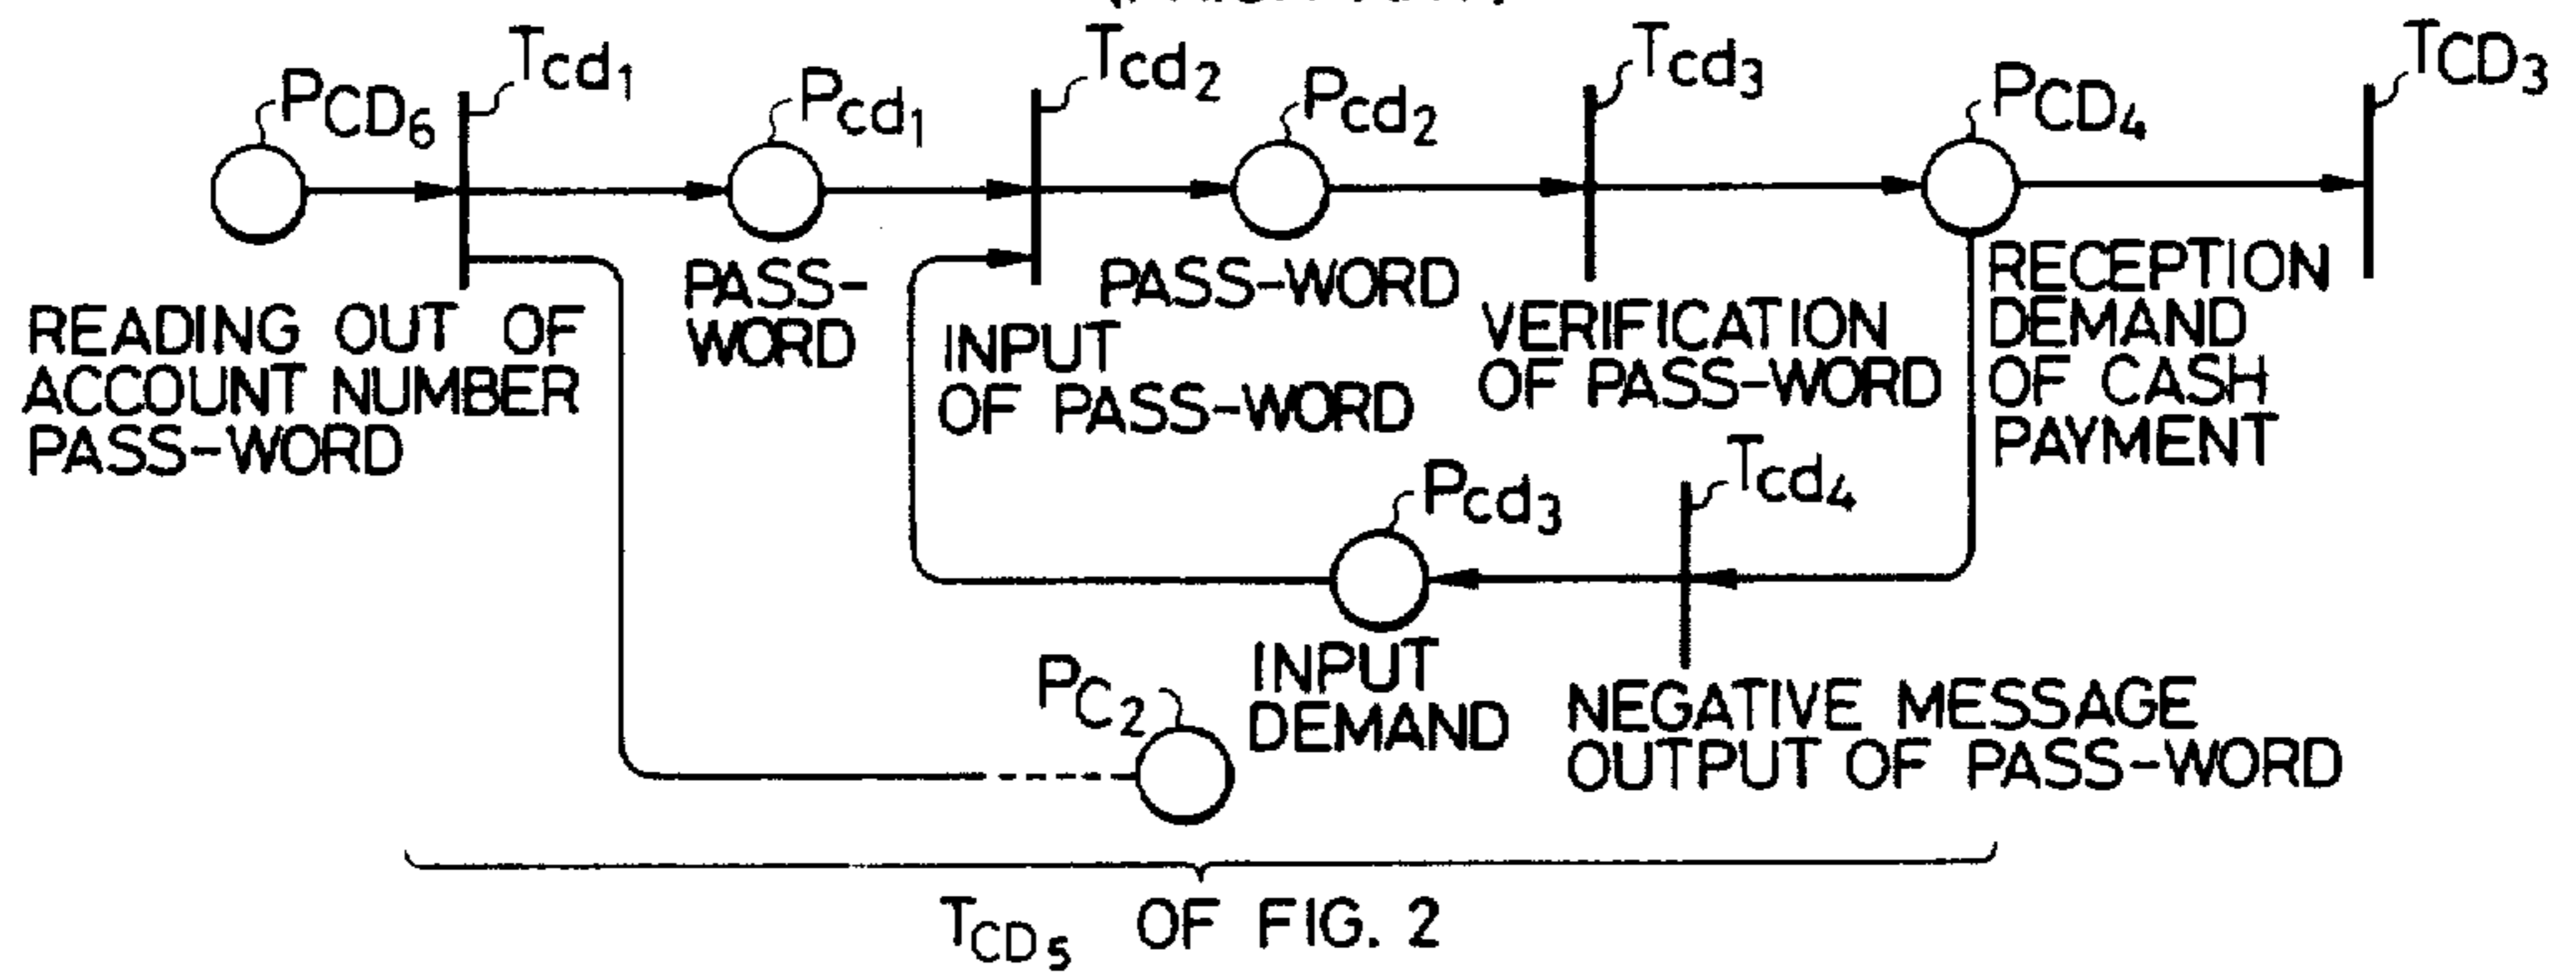 Tcd1
Tcd2
Tcd3
TCD3
PCD6
Pcd1
Pcd2
PCD4
READING OUT OF
ACCOUNT NUMBER
PASS-WORD
PASS-
WORD
INPUT
OF PASS-WORD
PASS-WORD
VERIFICATION
OF PASS-WORD
RECEPTION
DEMAND
OF CASH
PAYMENT
Pcd3
Tcd4
INPUT
DEMAND
NEGATIVE MESSAGE
OUTPUT OF PASS-WORD
PC2
TCD5 OF FIG. 2